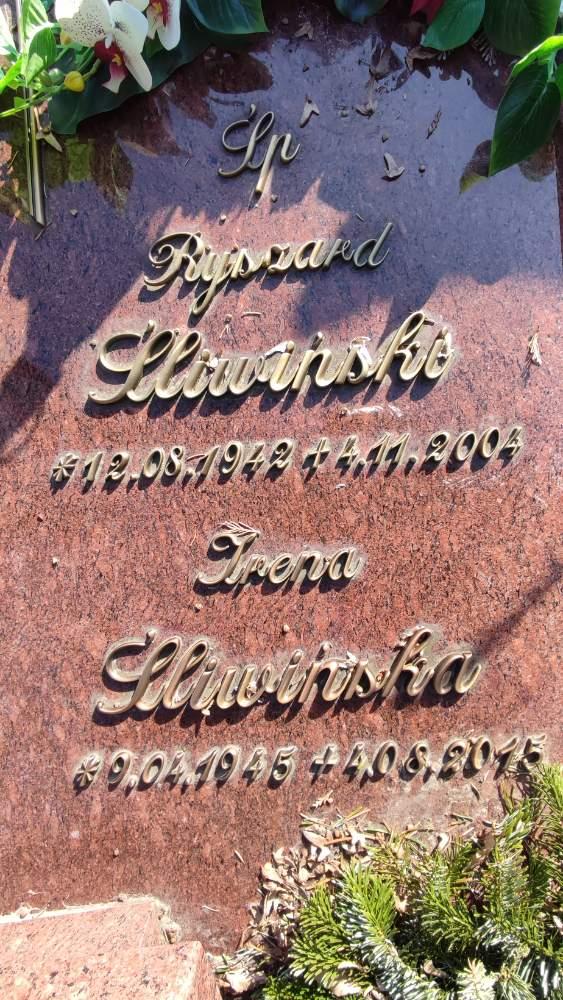 Śp
Ryszard
Śliwiński
*12.08.1942 +4.11.2004
Irena
Śliwińska
*9.04.1945 +4.08.2015